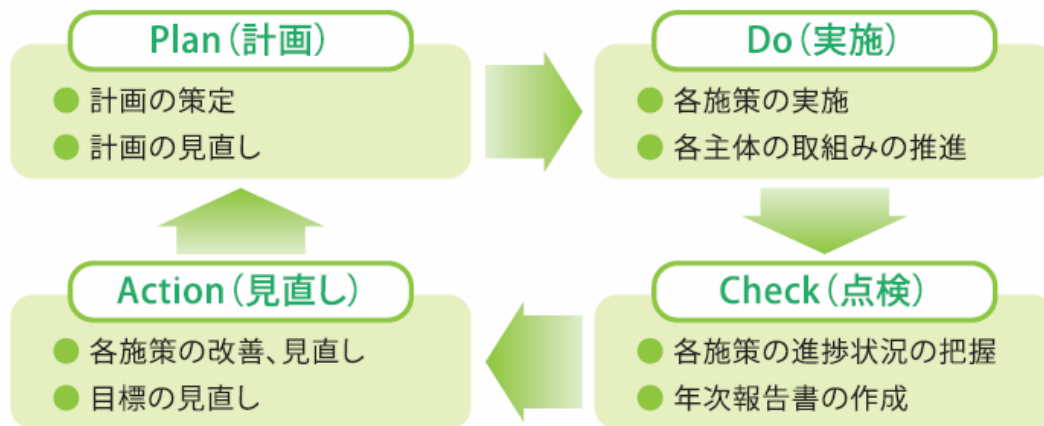 Plan（計画）
● 計画の策定
● 計画の見直し
Do（実施）
● 各施策の実施
● 各主体の取組みの推進
Action（見直し）
● 各施策の改善、見直し
● 目標の見直し
Check（点検）
● 各施策の進捗状況の把握
● 年次報告書の作成